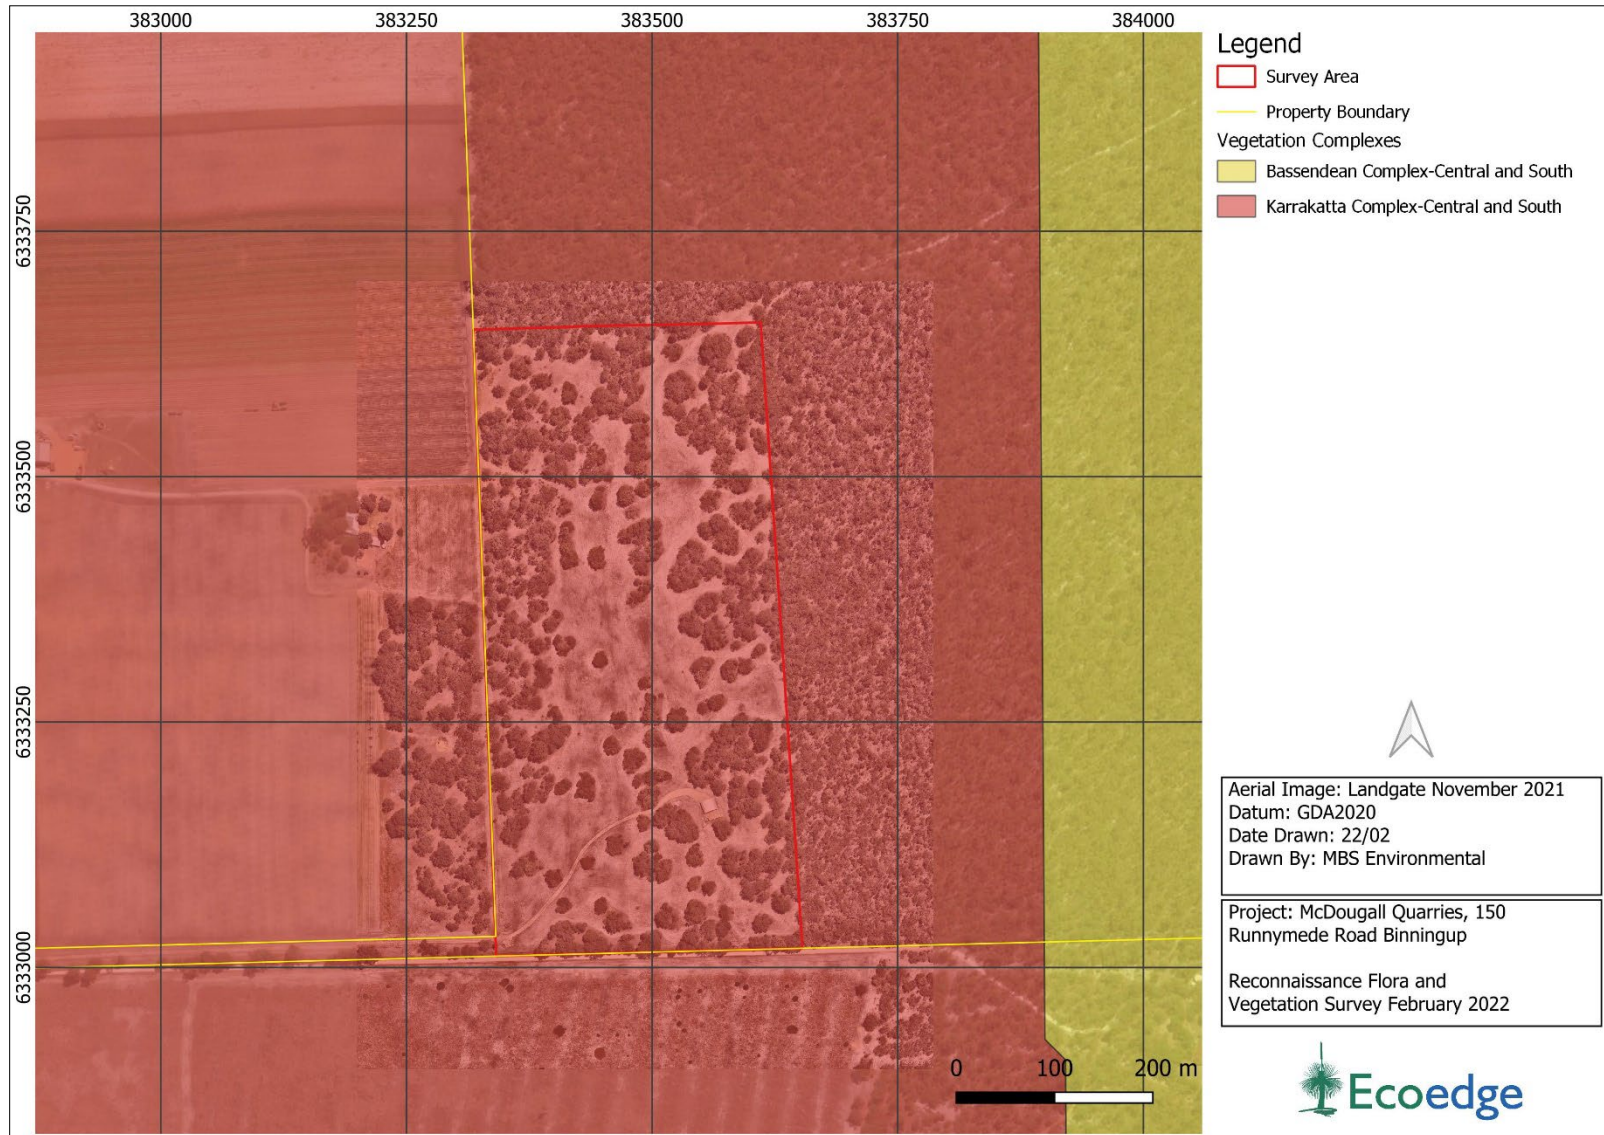 383000 383250 383500 383750 384000
6333750
6333500
6333250
6333000
0 100 200 m
Legend
Survey Area
Property Boundary
Vegetation Complexes
Bassendean Complex-Central and South
Karrakatta Complex-Central and South
Aerial Image: Landgate November 2021
Datum: GDA2020
Date Drawn: 22/02
Drawn By: MBS Environmental
Project: McDougall Quarries, 150
Runnymede Road Binningup
Reconnaissance Flora and
Vegetation Survey February 2022
Ecoedge